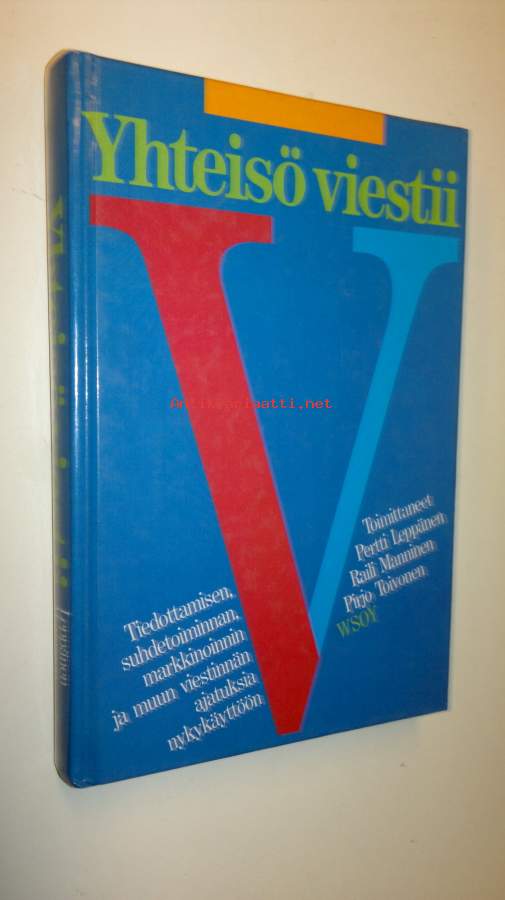 Yhteisö viestii
V
Antikvariaatti.net
Toimittaneet
Pertti Leppänen
Raili Manninen
Pirjo Toivonen
WSOY
Tiedottamisen,
suhdetoiminnan,
markkinoinnin
ja muun viestinnän
ajatuksia
nykykäyttöön